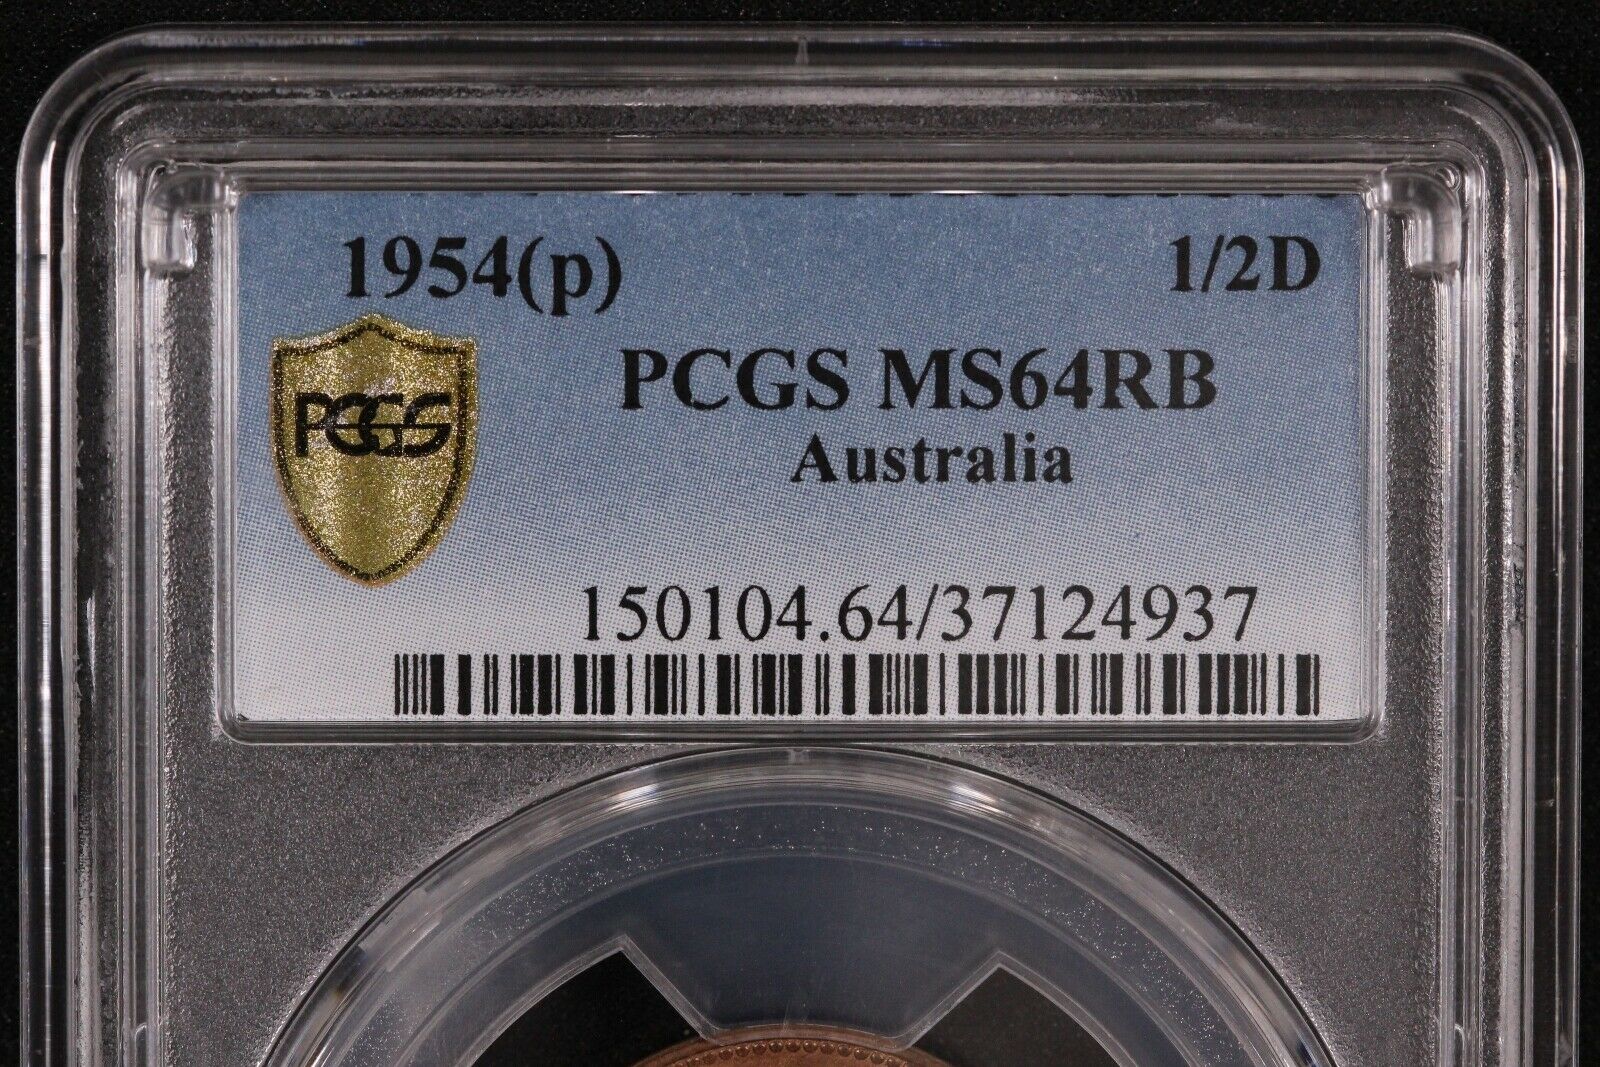 1954(p) 1/2D
PCGS MS64RB
PCGS
Australia
150104.64/37124937